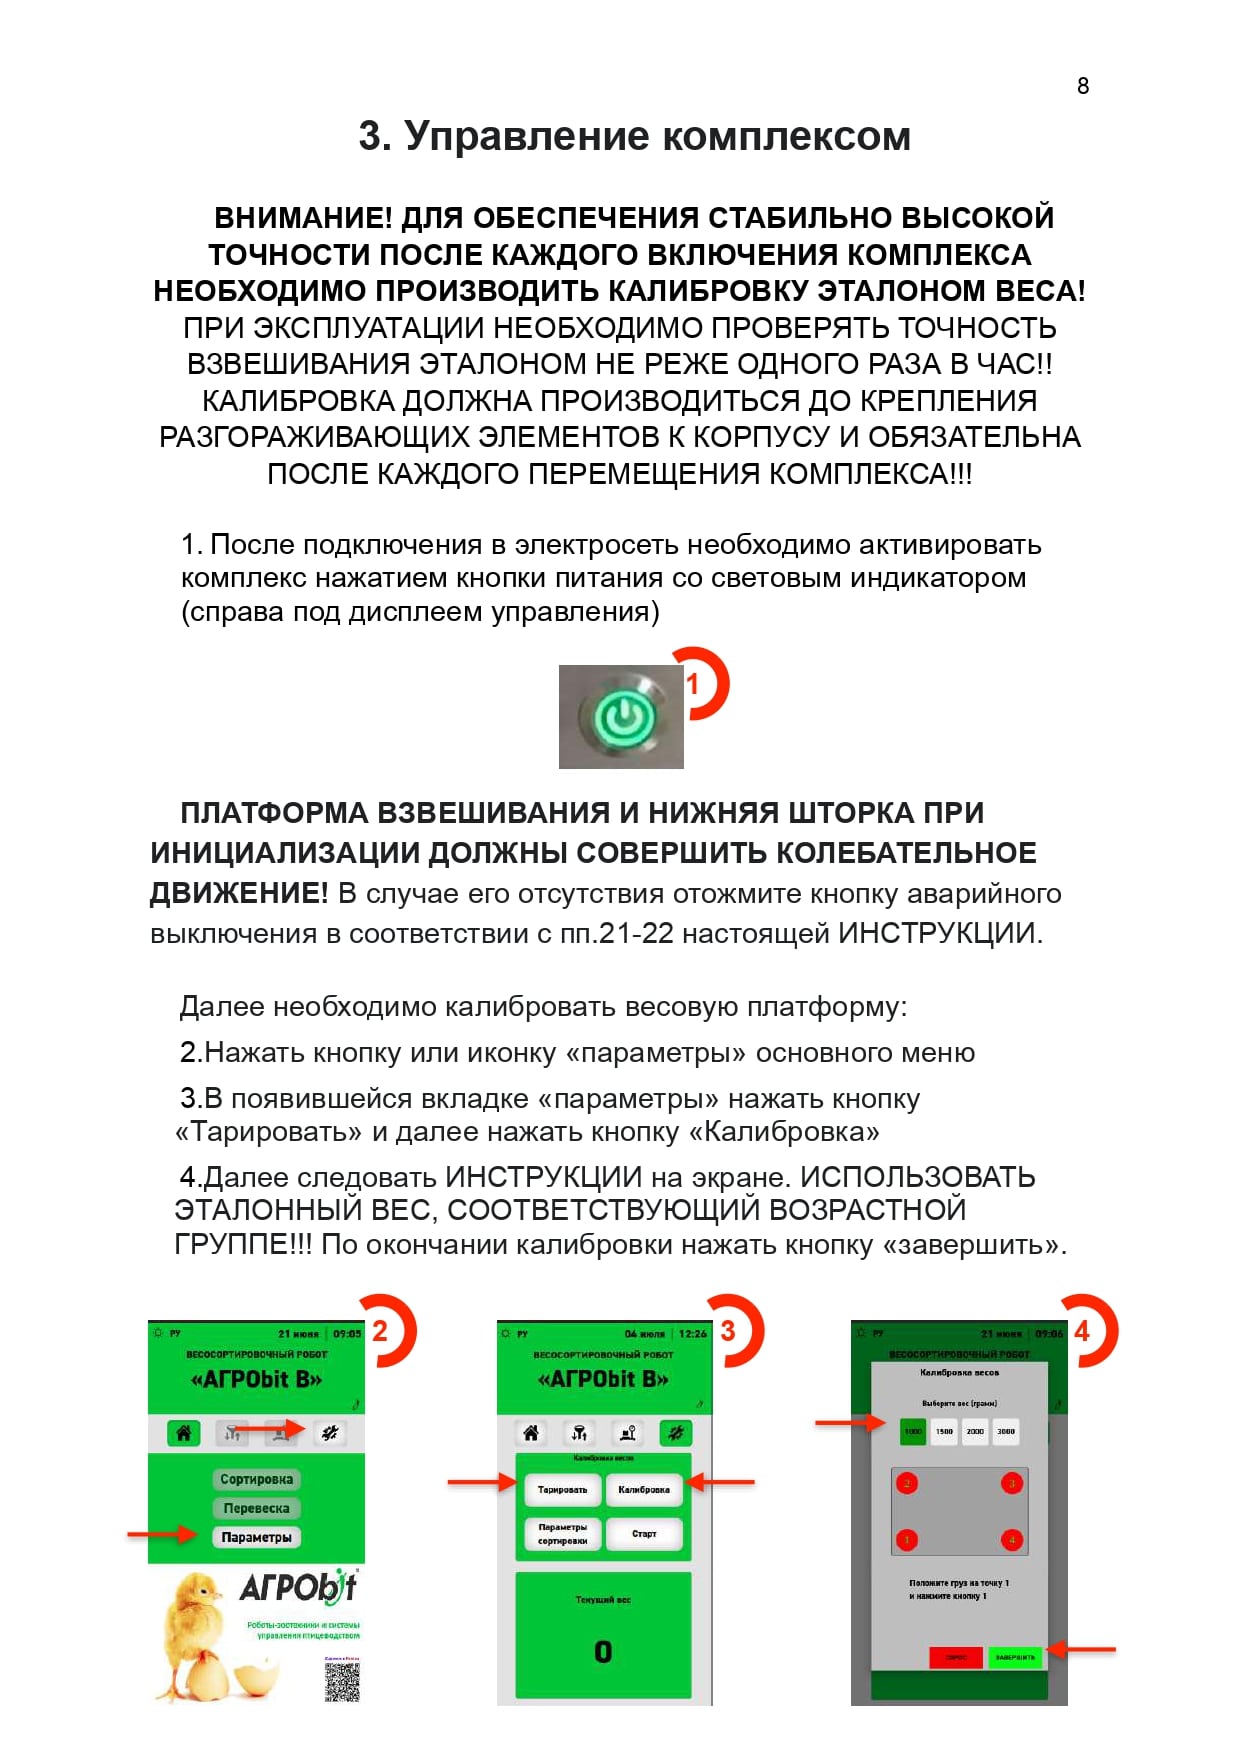 8
3. Управление комплексом
ВНИМАНИЕ! ДЛЯ ОБЕСПЕЧЕНИЯ СТАБИЛЬНО ВЫСОКОЙ
ТОЧНОСТИ ПОСЛЕ КАЖДОГО ВКЛЮЧЕНИЯ КОМПЛЕКСА
НЕОБХОДИМО ПРОИЗВОДИТЬ КАЛИБРОВКУ ЭТАЛОНОМ ВЕСА!
ПРИ ЭКСПЛУАТАЦИИ НЕОБХОДИМО ПРОВЕРЯТЬ ТОЧНОСТЬ
ВЗВЕШИВАНИЯ ЭТАЛОНОМ НЕ РЕЖЕ ОДНОГО РАЗА В ЧАС!!
КАЛИБРОВКА ДОЛЖНА ПРОИЗВОДИТЬСЯ ДО КРЕПЛЕНИЯ
РАЗГОРАЖИВАЮЩИХ ЭЛЕМЕНТОВ К КОРПУСУ И ОБЯЗАТЕЛЬНА
ПОСЛЕ КАЖДОГО ПЕРЕМЕЩЕНИЯ КОМПЛЕКСА!!!
1. После подключения в электросеть необходимо активировать
комплекс нажатием кнопки питания со световым индикатором
(справа под дисплеем управления)
1
ПЛАТФОРМА ВЗВЕШИВАНИЯ И НИЖНЯЯ ШТОРКА ПРИ
ИНИЦИАЛИЗАЦИИ ДОЛЖНЫ СОВЕРШИТЬ КОЛЕБАТЕЛЬНОЕ
ДВИЖЕНИЕ! В случае его отсутствия отожмите кнопку аварийного
выключения в соответствии с пп.21-22 настоящей ИНСТРУКЦИИ.
Далее необходимо калибровать весовую платформу:
2.Нажать кнопку или иконку «параметры» основного меню
3.В появившейся вкладке «параметры» нажать кнопку
«Тарировать» и далее нажать кнопку «Калибровка»
4.Далее следовать ИНСТРУКЦИИ на экране. ИСПОЛЬЗОВАТЬ
ЭТАЛОННЫЙ ВЕС, СООТВЕТСТВУЮЩИЙ ВОЗРАСТНОЙ
ГРУППЕ!!! По окончании калибровки нажать кнопку «завершить».
2
РУ 21 июня | 09:05
ВЕСОСОРТИРОВОЧНЫЙ РОБОТ
«АГРОbit В»
Сортировка
Перевеска
Параметры
АГРОbit
Роботы-зоотехники и системы
управления птицеводством
3
РУ 04 июля | 12:26
ВЕСОСОРТИРОВОЧНЫЙ РОБОТ
«АГРОbit В»
Калибровка весов
Тарировать Калибровка
Параметры
сортировки
Старт
Текущий вес
0
4
РУ 21 июня | 09:06
ВЕСОСОРТИРОВОЧНЫЙ РОБОТ
Калибровка весов
Выберите вес (грамм)
1000 1500 2000 3000
2 3
1 4
Положите груз на точку 1
и нажмите кнопку 1
СБРОС ЗАВЕРШИТЬ